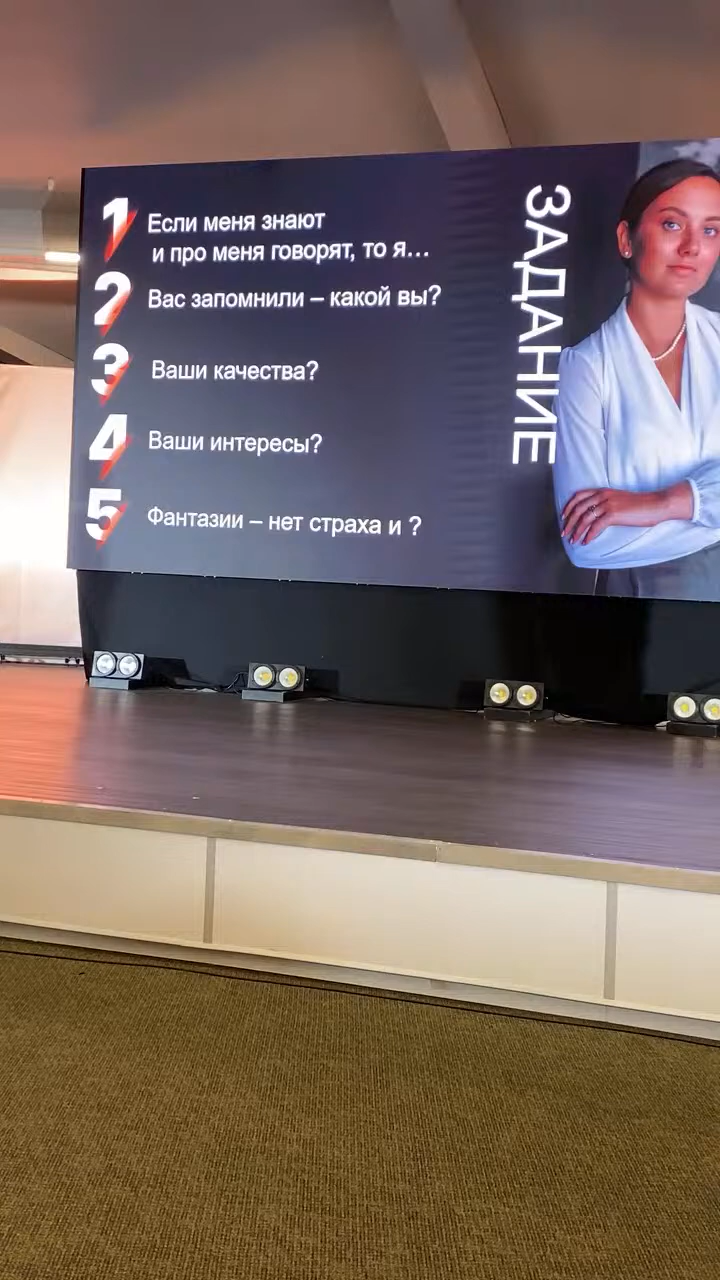 1 Если меня знают
и про меня говорят, то я...
2 Вас запомнили – какой вы?
3 Ваши качества?
4 Ваши интересы?
5 Фантазии – нет страха и ?
ЗАДАНИЕ